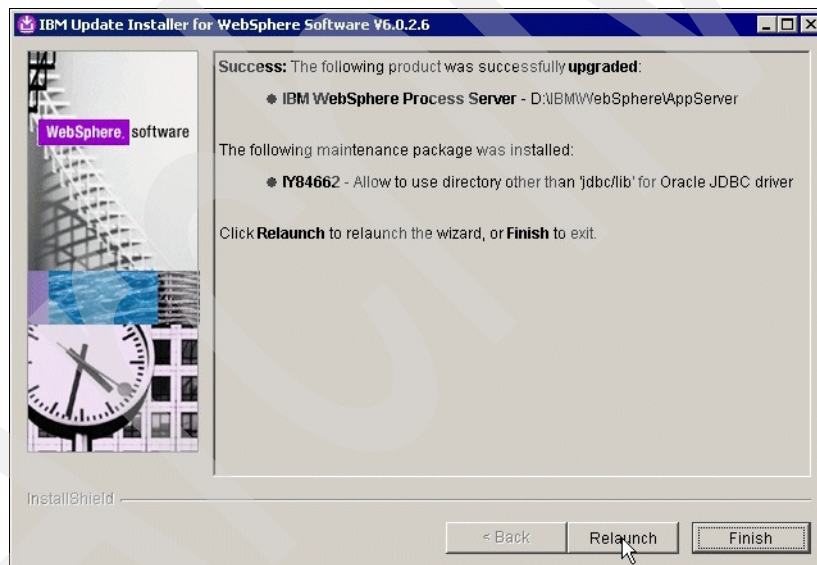 IBM Update Installer for WebSphere Software V6.0.2.6
WebSphere. software
Success: The following product was successfully upgraded:
IBM WebSphere Process Server - D:\IBM\WebSphere\AppServer
The following maintenance package was installed:
IY84662 - Allow to use directory other than 'jdbc/lib' for Oracle JDBC driver
Click Relaunch to relaunch the wizard, or Finish to exit.
InstallShield
< Back
Relaunch
Finish